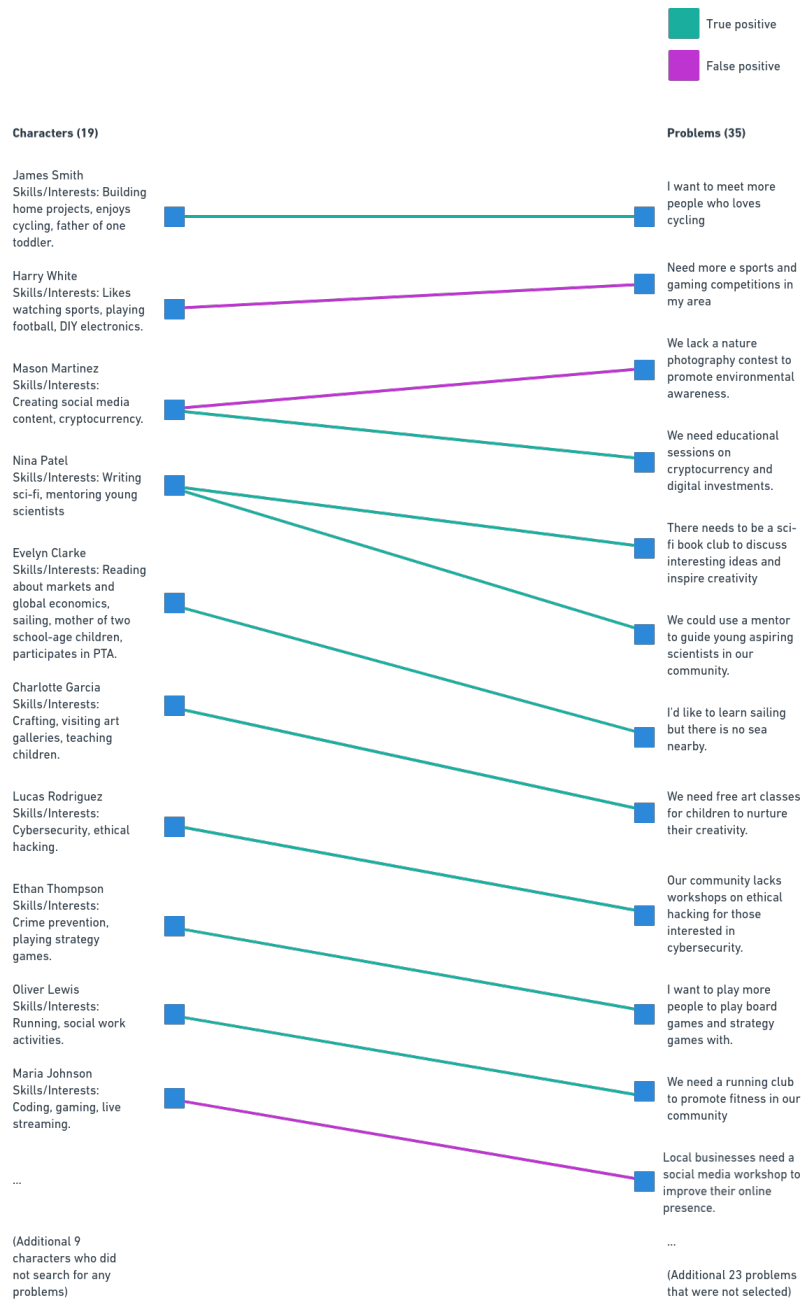 True positive
False positive
Characters (19)
Problems (35)
James Smith
Skills/Interests: Building
home projects, enjoys
cycling, father of one
toddler.
I want to meet more
people who loves
cycling
Harry White
Skills/Interests: Likes
watching sports, playing
football, DIY electronics.
Need more e sports and
gaming competitions in
my area
Mason Martinez
Skills/Interests:
Creating social media
content, cryptocurrency.
We lack a nature
photography contest to
promote environmental
awareness.
We need educational
sessions on
cryptocurrency and
digital investments.
Nina Patel
Skills/Interests: Writing
sci-fi, mentoring young
scientists
There needs to be a sci-
fi book club to discuss
interesting ideas and
inspire creativity
Evelyn Clarke
Skills/Interests: Reading
about markets and
global economics,
sailing, mother of two
school-age children,
participates in PTA.
We could use a mentor
to guide young aspiring
scientists in our
community.
Charlotte Garcia
Skills/Interests:
Crafting, visiting art
galleries, teaching
children.
I'd like to learn sailing
but there is no sea
nearby.
Lucas Rodriguez
Skills/Interests:
Cybersecurity, ethical
hacking.
We need free art classes
for children to nurture
their creativity.
Ethan Thompson
Skills/Interests:
Crime prevention,
playing strategy
games.
Our community lacks
workshops on ethical
hacking for those
interested in
cybersecurity.
Oliver Lewis
Skills/Interests:
Running, social work
activities.
I want to play more
people to play board
games and strategy
games with.
Maria Johnson
Skills/Interests:
Coding, gaming, live
streaming.
We need a running club
to promote fitness in our
community
Local businesses need a
social media workshop to
improve their online
presence.
...
...
(Additional 9
characters who did
not search for any
problems)
(Additional 23 problems
that were not selected)